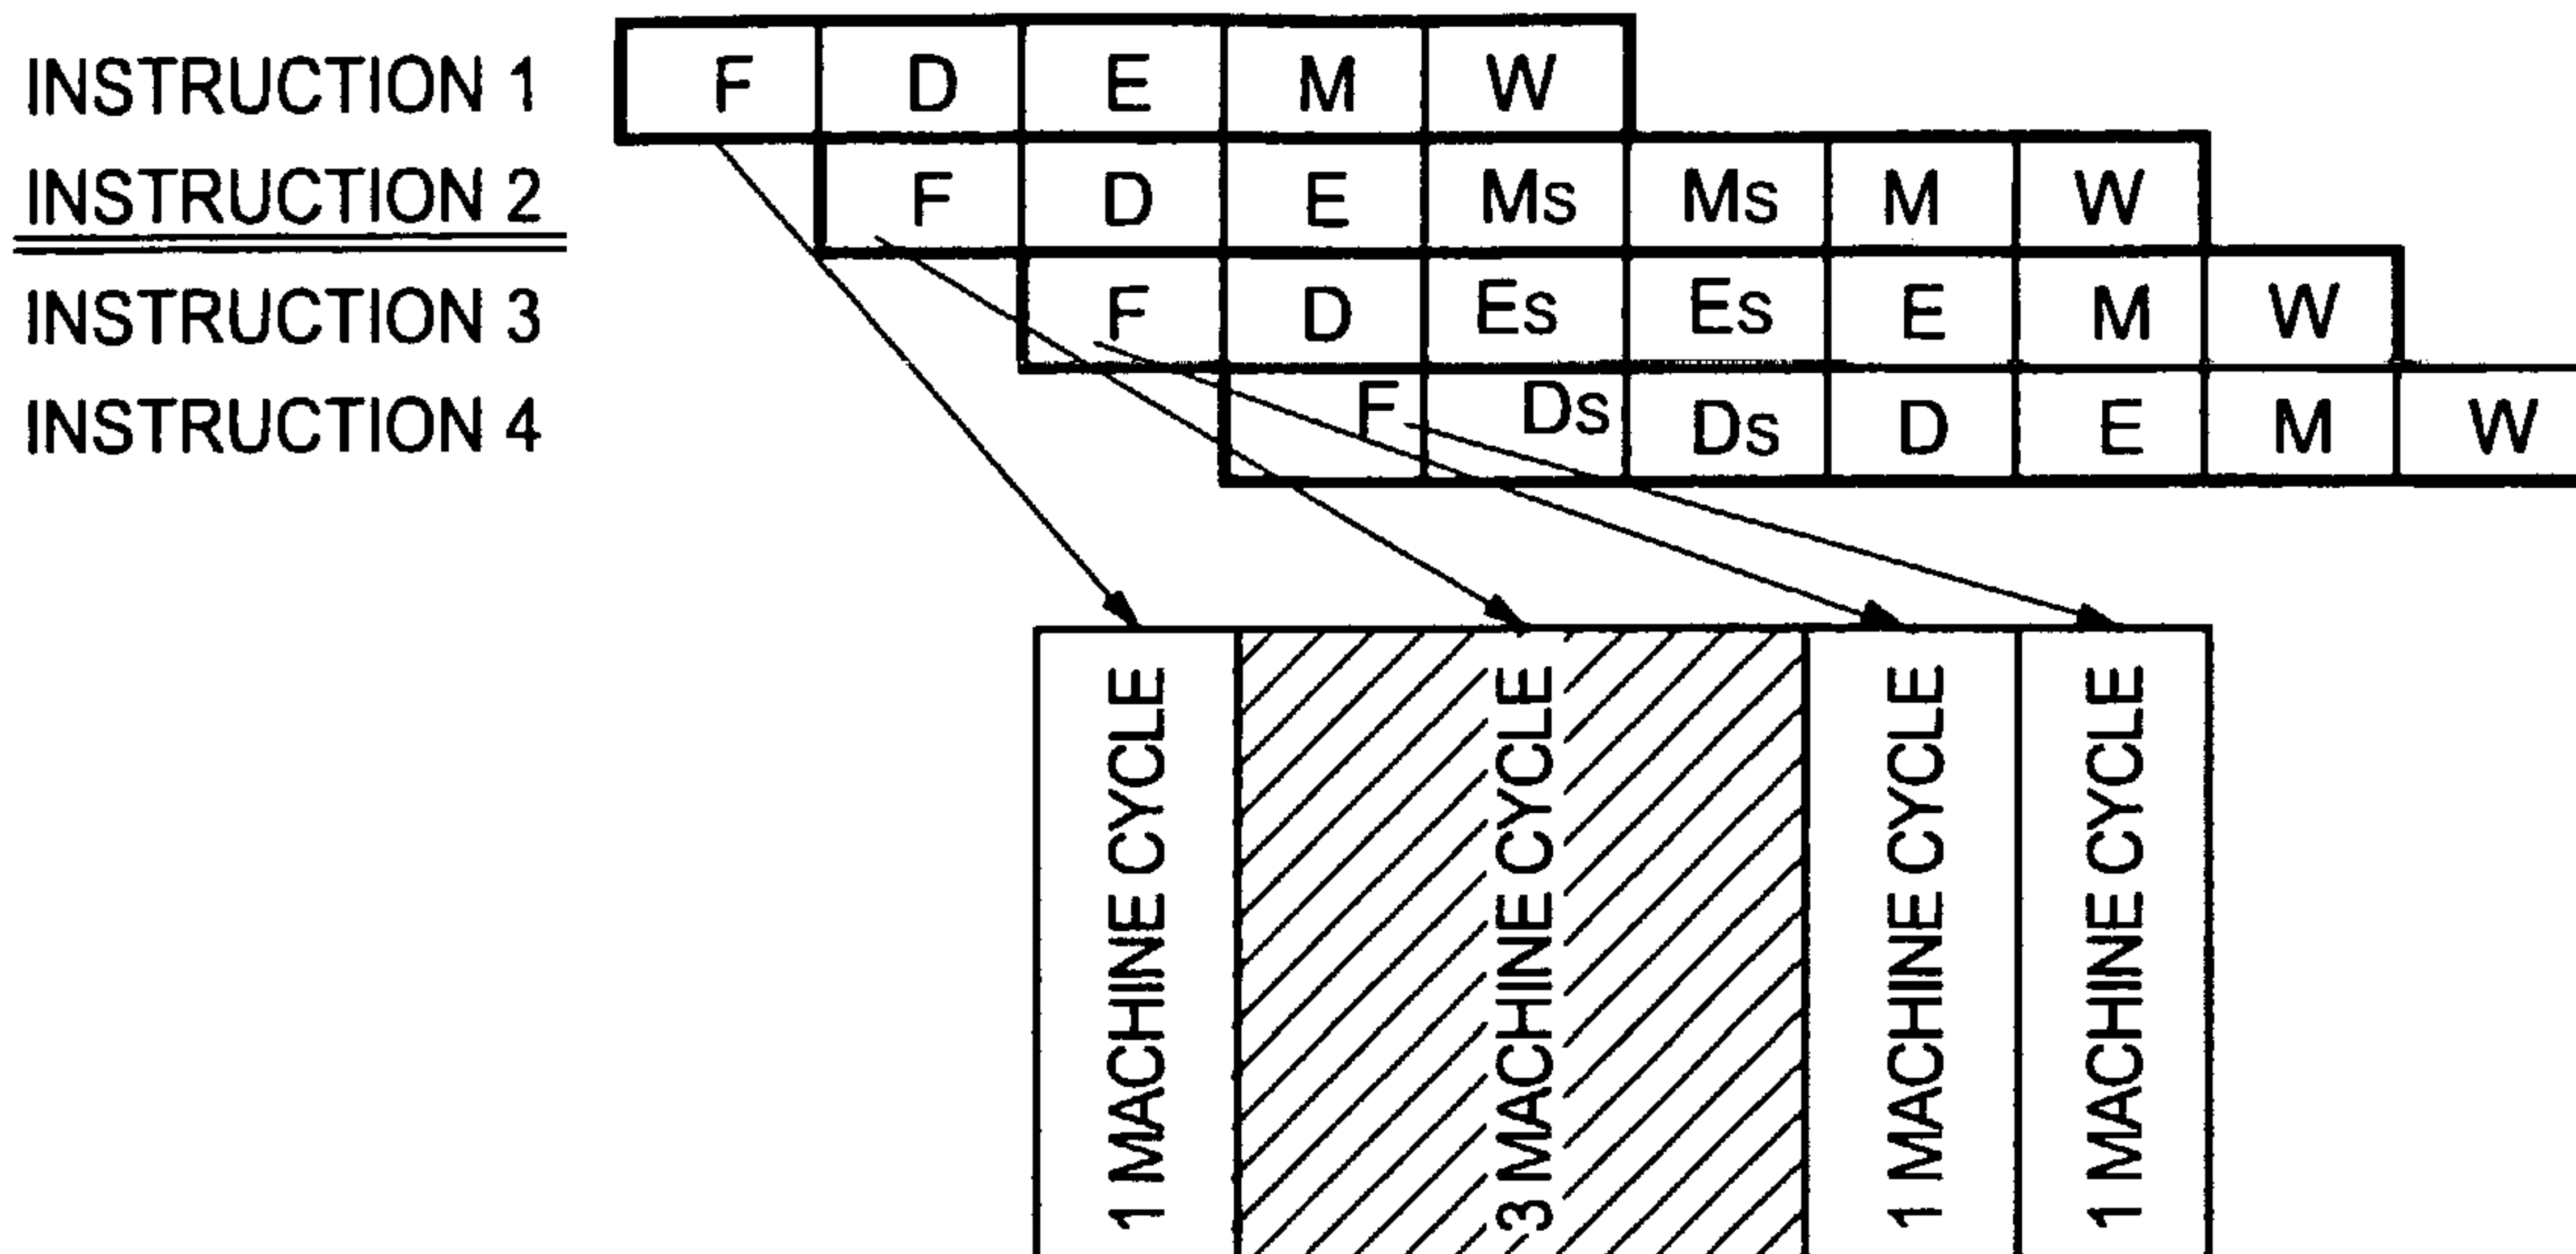 INSTRUCTION 1 F D E M W
INSTRUCTION 2 F D E Ms Ms M W
INSTRUCTION 3 F D Es Es E M W
INSTRUCTION 4 F Ds Ds D E M W
1 MACHINE CYCLE
3 MACHINE CYCLE
1 MACHINE CYCLE
1 MACHINE CYCLE